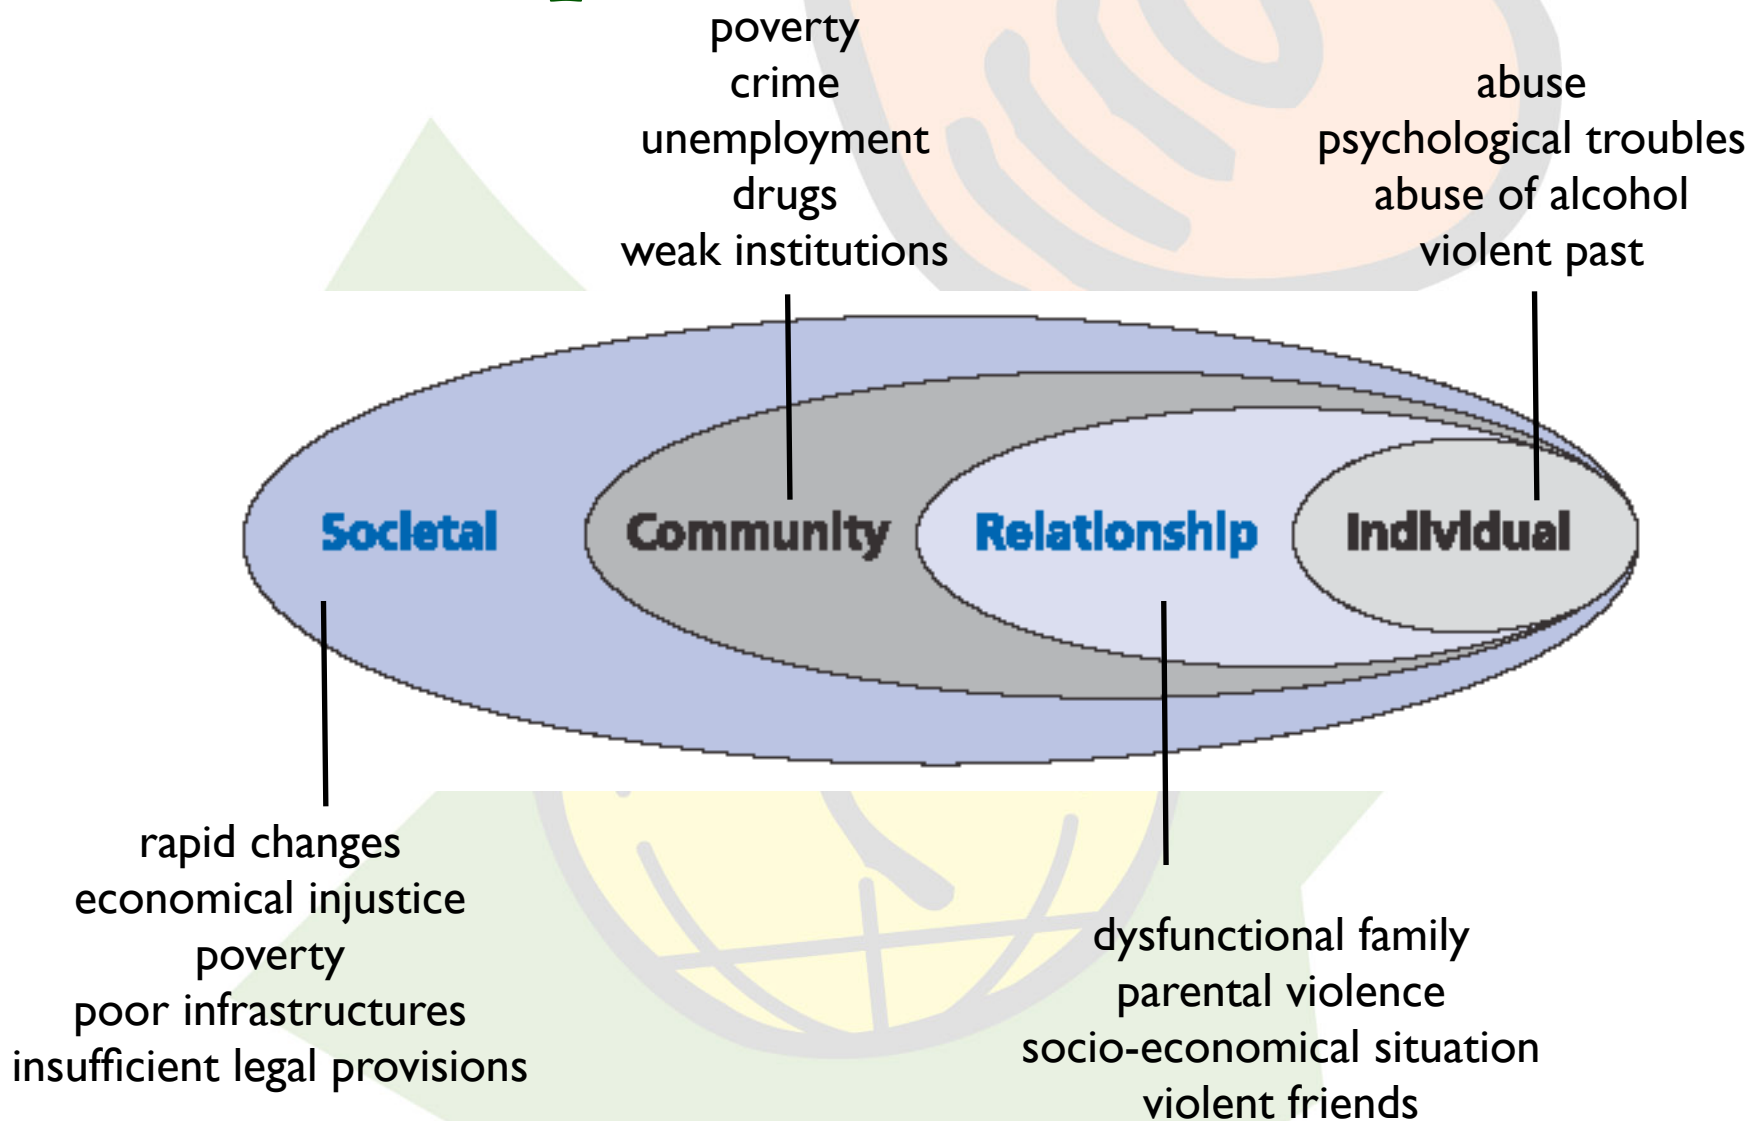 poverty
crime
unemployment
drugs
weak institutions
abuse
psychological troubles
abuse of alcohol
violent past
Societal
Community
Relationship
Individual
rapid changes
economical injustice
poverty
poor infrastructures
insufficient legal provisions
dysfunctional family
parental violence
socio-economical situation
violent friends